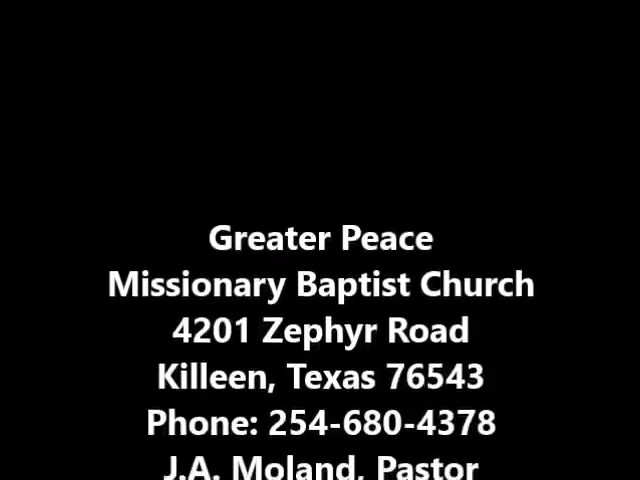 Greater Peace
Missionary Baptist Church
4201 Zephyr Road
Killeen, Texas 76543
Phone: 254-680-4378
J.A. Moland, Pastor